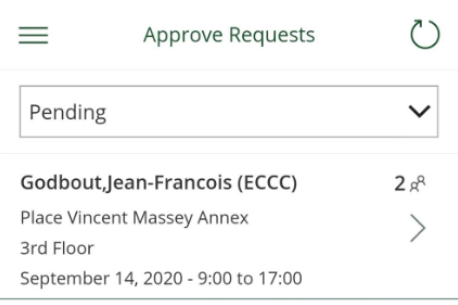 Approve Requests
Pending
Godbout,Jean-Francois (ECCC) 2
Place Vincent Massey Annex
3rd Floor
September 14, 2020 - 9:00 to 17:00